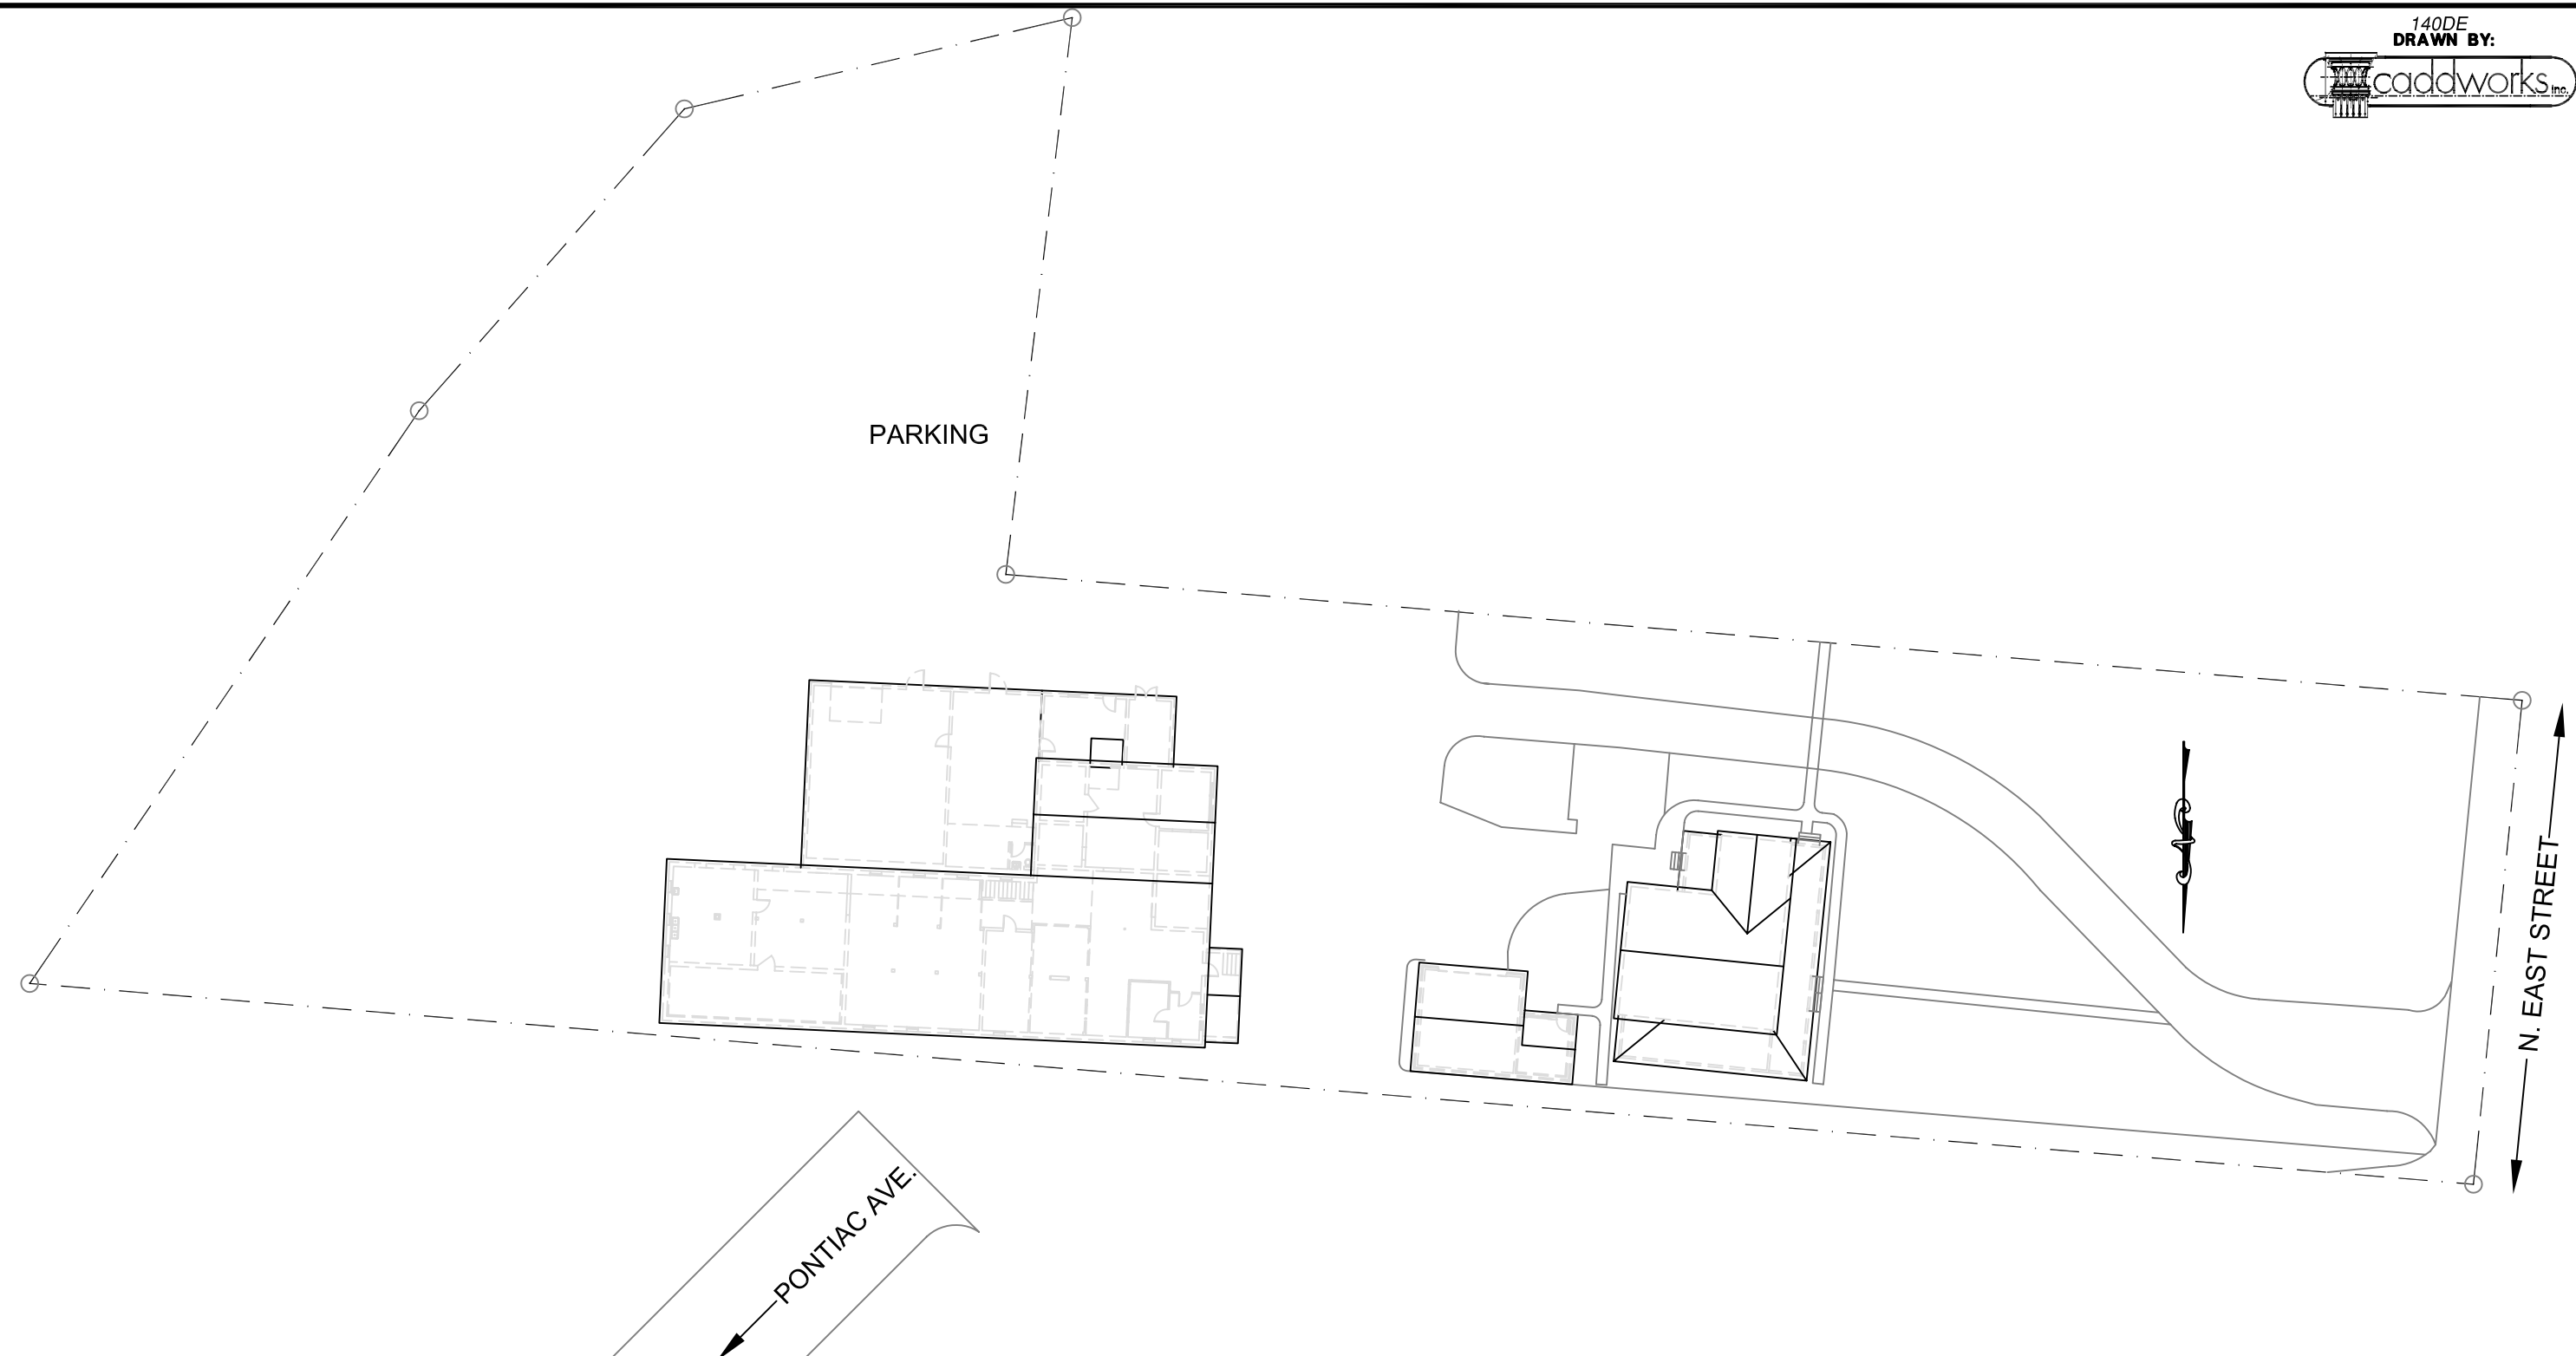 140DE
DRAWN BY:
caddworks inc.
PARKING
N. EAST STREET
PONTIAC AVE.